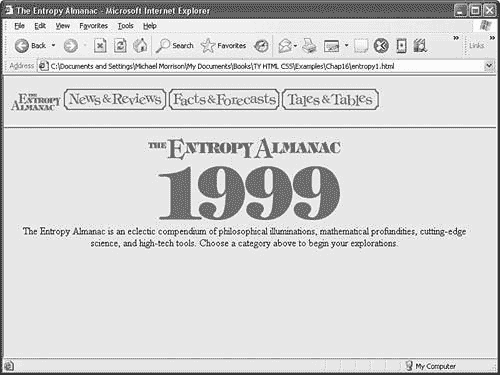 The Entropy Almanac - Microsoft Internet Explorer
File Edit View Favorites Tools Help
Back Search Favorites Links
Address C:\Documents and Settings\Michael Morrison\My Documents\Books\TY HTML CSS\Examples\Chap16\entropy1.html
THE ENTROPY ALMANAC
News & Reviews Facts & Forecasts Tales & Tables
THE ENTROPY ALMANAC
1999
The Entropy Almanac is an eclectic compendium of philosophical illuminations, mathematical profundities, cutting-edge
science, and high-tech tools. Choose a category above to begin your explorations.
My Computer